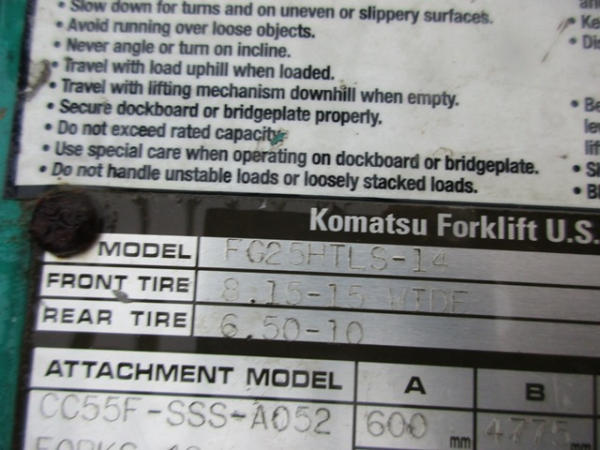 • Slow down for turns and on uneven or slippery surfaces.
• Avoid running over loose objects.
• Never angle or turn on incline.
• Travel with load uphill when loaded.
• Travel with lifting mechanism downhill when empty.
• Secure dockboard or bridgeplate properly.
• Do not exceed rated capacity.
• Use special care when operating on dockboard or bridgeplate.
• Do not handle unstable loads or loosely stacked loads.
Komatsu Forklift U.S.
MODEL FG25HTLS-14
FRONT TIRE 8.15-15 WIDE
REAR TIRE 6.50-10
ATTACHMENT MODEL A B
CC55F-SSS-A052 600 mm 4775 mm
FORKS